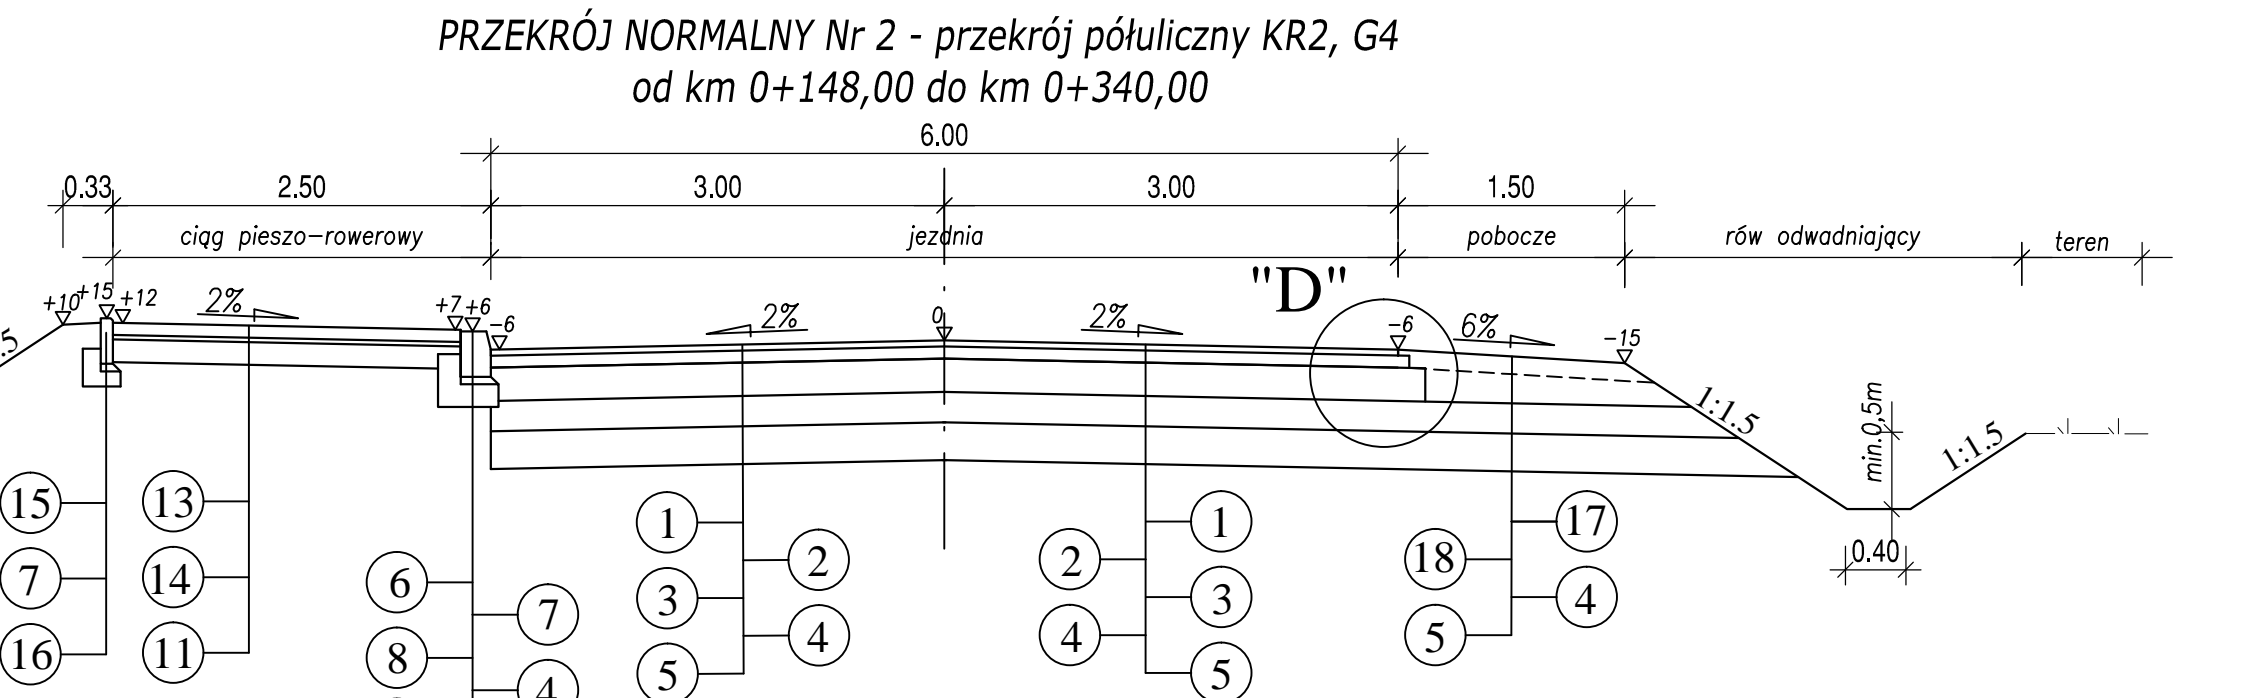 PRZEKRÓJ NORMALNY Nr 2 - przekrój półuliczny KR2, G4
od km 0+148,00 do km 0+340,00
6.00
0.33 2.50 3.00 3.00 1.50
ciąg pieszo-rowerowy jezdnia pobocze rów odwadniający teren
"D"
+10 +15 +12 2% +7 +6 -6 2% 0 2% -6 6% -15
.5 1:1.5 min.0,5m 1:1.5
0.40
15 13 1 1 17
2 2 18
7 14 6 3 3 4
7
4 4 5
16 11 8 5 5
4